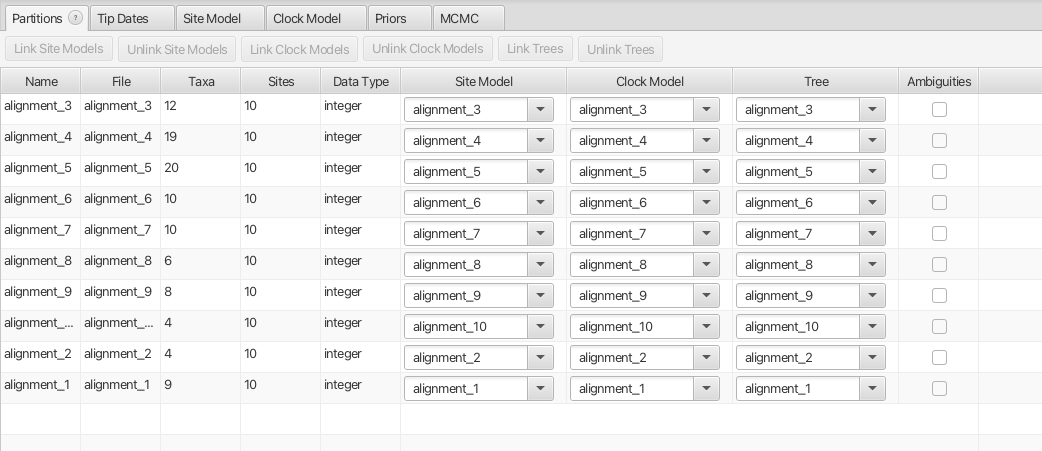 Partitions ? Tip Dates Site Model Clock Model Priors MCMC
Link Site Models Unlink Site Models Link Clock Models Unlink Clock Models Link Trees Unlink Trees
Name File Taxa Sites Data Type Site Model Clock Model Tree Ambiguities
alignment_3 alignment_3 12 10 integer alignment_3 alignment_3 alignment_3
alignment_4 alignment_4 19 10 integer alignment_4 alignment_4 alignment_4
alignment_5 alignment_5 20 10 integer alignment_5 alignment_5 alignment_5
alignment_6 alignment_6 10 10 integer alignment_6 alignment_6 alignment_6
alignment_7 alignment_7 10 10 integer alignment_7 alignment_7 alignment_7
alignment_8 alignment_8 6 10 integer alignment_8 alignment_8 alignment_8
alignment_9 alignment_9 8 10 integer alignment_9 alignment_9 alignment_9
alignment_... alignment_... 4 10 integer alignment_10 alignment_10 alignment_10
alignment_2 alignment_2 4 10 integer alignment_2 alignment_2 alignment_2
alignment_1 alignment_1 9 10 integer alignment_1 alignment_1 alignment_1